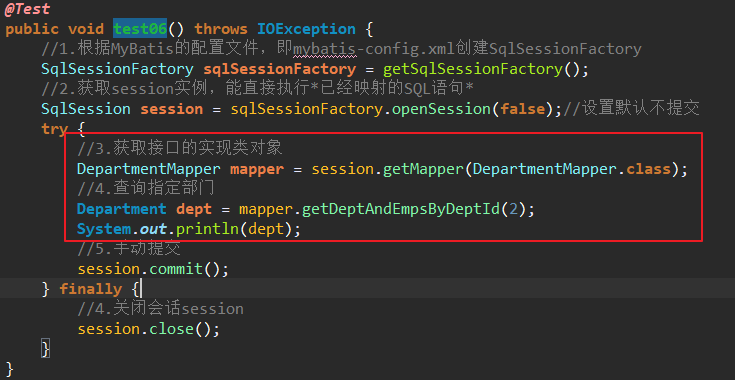 @Test
public void test06() throws IOException {
//1.根据MyBatis的配置文件，即mybatis-config.xml创建SqlSessionFactory
SqlSessionFactory sqlSessionFactory = getSqlSessionFactory();
//2.获取session实例，能直接执行*已经映射的SQL语句*
SqlSession session = sqlSessionFactory.openSession(false);//设置默认不提交
try {
//3.获取接口的实现类对象
DepartmentMapper mapper = session.getMapper(DepartmentMapper.class);
//4.查询指定部门
Department dept = mapper.getDeptAndEmpsByDeptId(2);
System.out.println(dept);
//5.手动提交
session.commit();
} finally {
//4.关闭会话session
session.close();
}
}